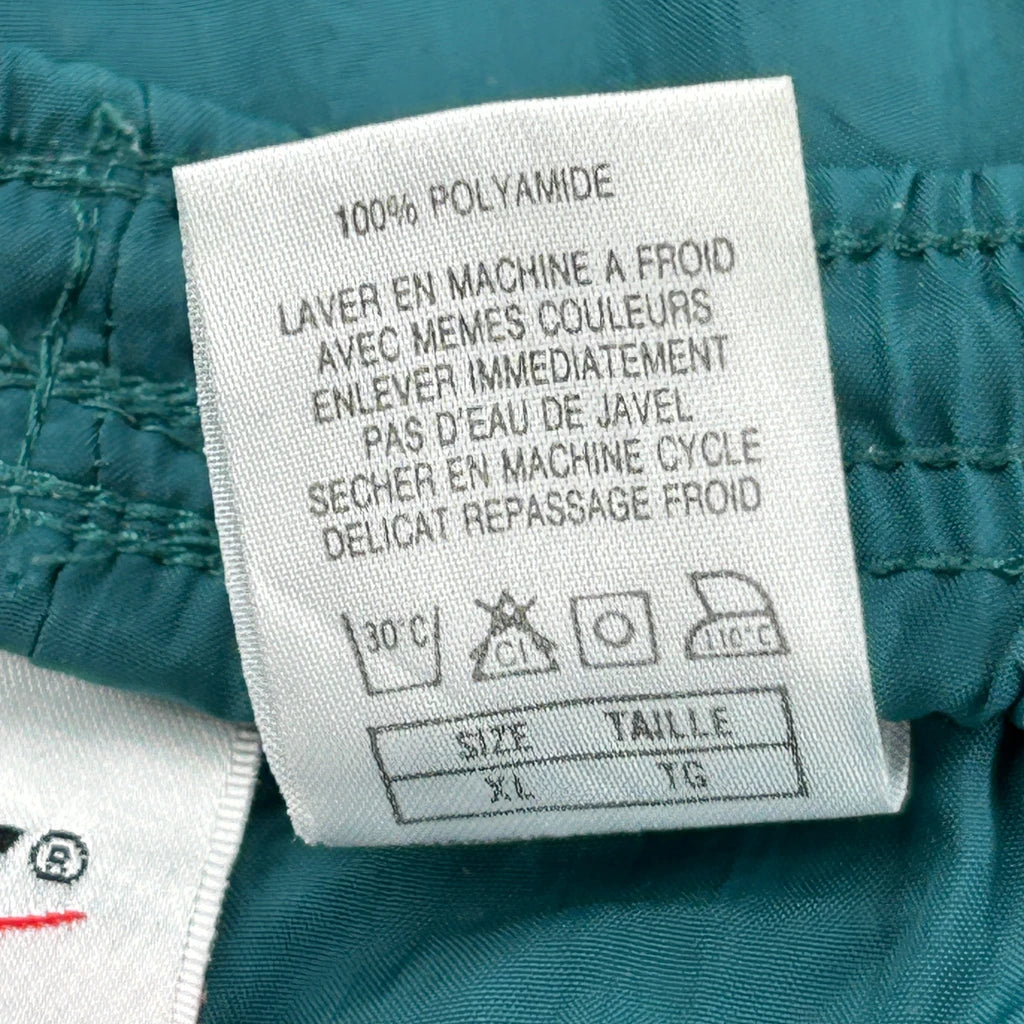 100% POLYAMIDE
LAVER EN MACHINE A FROID
AVEC MEMES COULEURS
ENLEVER IMMEDIATEMENT
PAS D'EAU DE JAVEL
SECHER EN MACHINE CYCLE
DELICAT REPASSAGE FROID
30°C Cl 110°C
SIZE TAILLE
XL TG
®